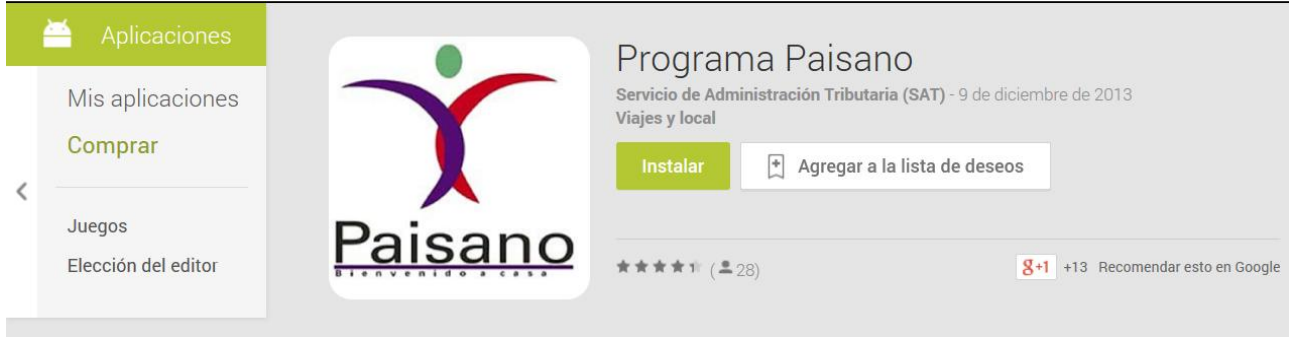 Aplicaciones
Mis aplicaciones
Comprar
Juegos
Elección del editor
Paisano
Bienvenido a casa
Programa Paisano
Servicio de Administración Tributaria (SAT) - 9 de diciembre de 2013
Viajes y local
Instalar
Agregar a la lista de deseos
(28)
g+1 +13 Recomendar esto en Google